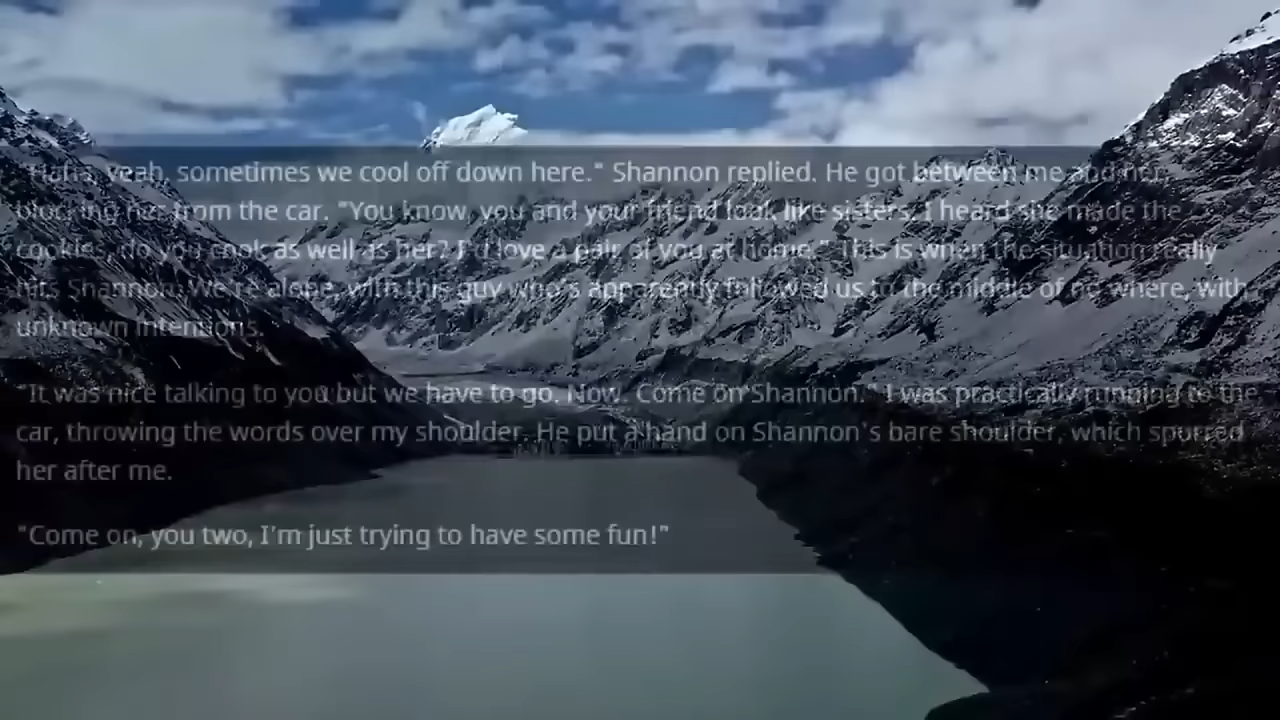 "Haha, yeah, sometimes we cool off down here." Shannon replied. He got between me and her,
blocking her from the car. "You know, you and your friend look like sisters, I heard she made the
cookies, do you cook as well as her? I'd love a pair of you at home." This is when the situation really
hits Shannon. We're alone, with this guy who's apparently followed us to the middle of no where, with
unknown intentions.
"It was nice talking to you but we have to go. Now. Come on Shannon." I was practically running to the
car, throwing the words over my shoulder. He put a hand on Shannon's bare shoulder, which spurred
her after me.
"Come on, you two, I'm just trying to have some fun!"